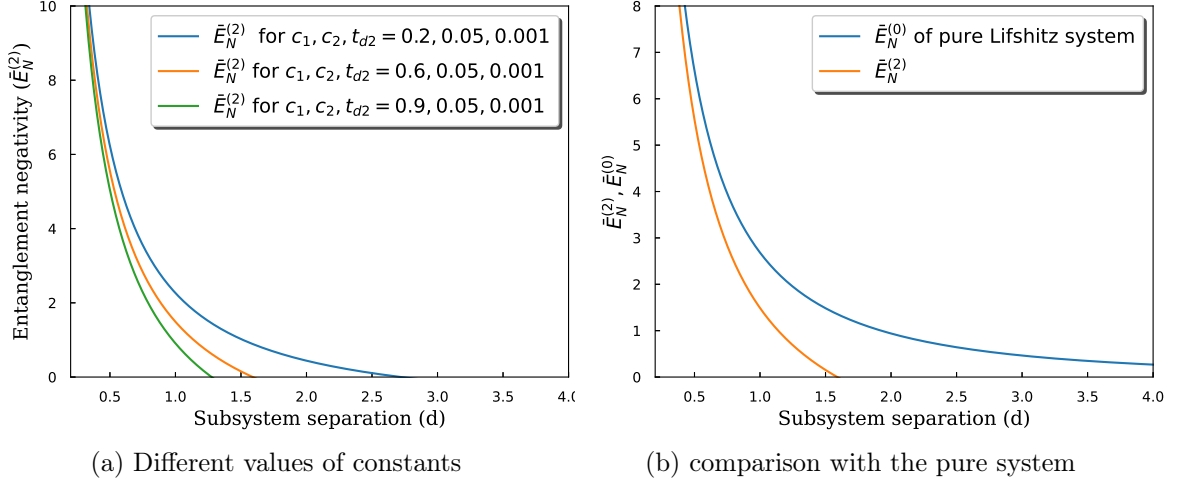 10
8
6
4
2
0
Entanglement negativity (Ē_N^(2))
Ē_N^(2) for c₁, c₂, t_d2 = 0.2, 0.05, 0.001
Ē_N^(2) for c₁, c₂, t_d2 = 0.6, 0.05, 0.001
Ē_N^(2) for c₁, c₂, t_d2 = 0.9, 0.05, 0.001
0.5 1.0 1.5 2.0 2.5 3.0 3.5 4.0
Subsystem separation (d)
(a) Different values of constants
8
7
6
5
4
3
2
1
0
Ē_N^(2), Ē_N^(0)
Ē_N^(0) of pure Lifshitz system
Ē_N^(2)
0.5 1.0 1.5 2.0 2.5 3.0 3.5 4.0
Subsystem separation (d)
(b) comparison with the pure system